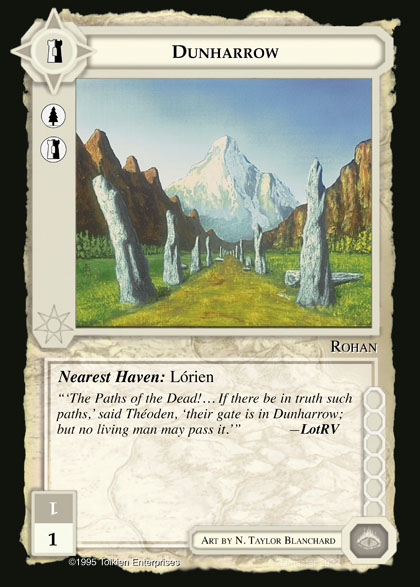 DUNHARROW
ROHAN
Nearest Haven: Lórien
“‘The Paths of the Dead!… If there be in truth such
paths,’ said Théoden, ‘their gate is in Dunharrow;
but no living man may pass it.’” —LotRV
1
1
ART BY N. TAYLOR BLANCHARD
©1995 Tolkien Enterprises